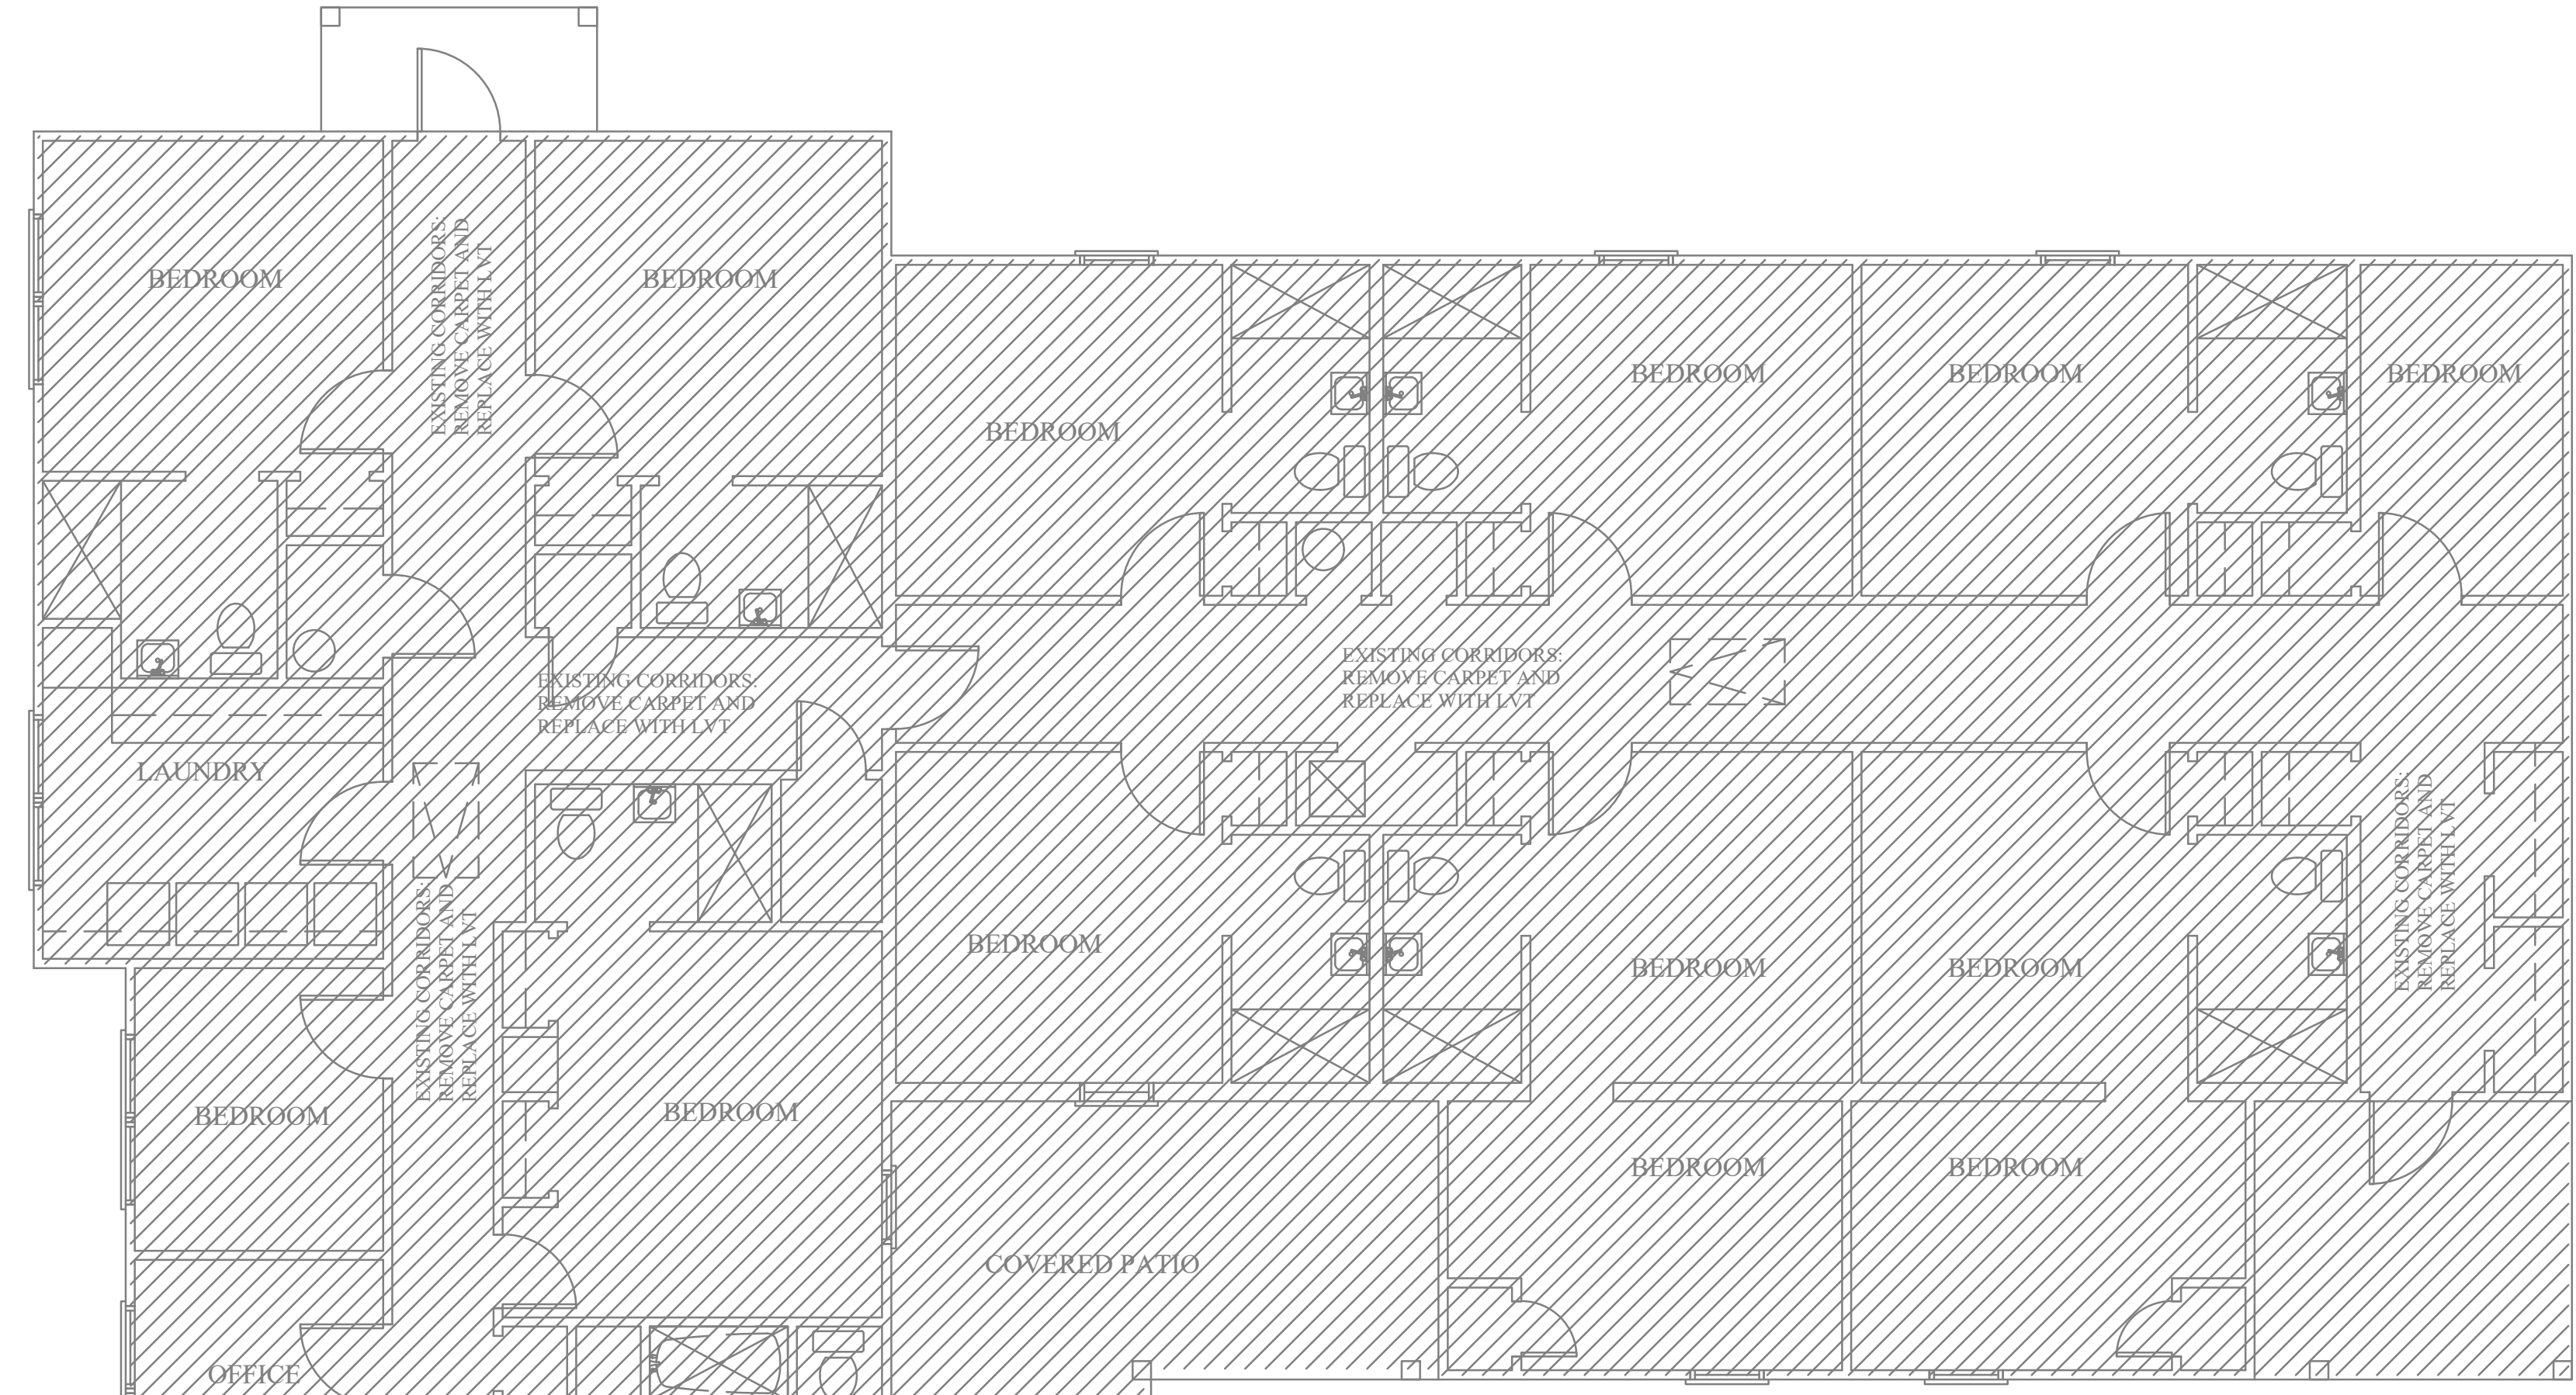 BEDROOM
EXISTING CORRIDORS:
REMOVE CARPET AND
REPLACE WITH LVT
BEDROOM
BEDROOM
BEDROOM
BEDROOM
BEDROOM
EXISTING CORRIDORS:
REMOVE CARPET AND
REPLACE WITH LVT
EXISTING CORRIDORS:
REMOVE CARPET AND
REPLACE WITH LVT
LAUNDRY
EXISTING CORRIDORS:
REMOVE CARPET AND
REPLACE WITH LVT
BEDROOM
BEDROOM
BEDROOM
EXISTING CORRIDORS:
REMOVE CARPET AND
REPLACE WITH LVT
BEDROOM
BEDROOM
BEDROOM
BEDROOM
COVERED PATIO
OFFICE